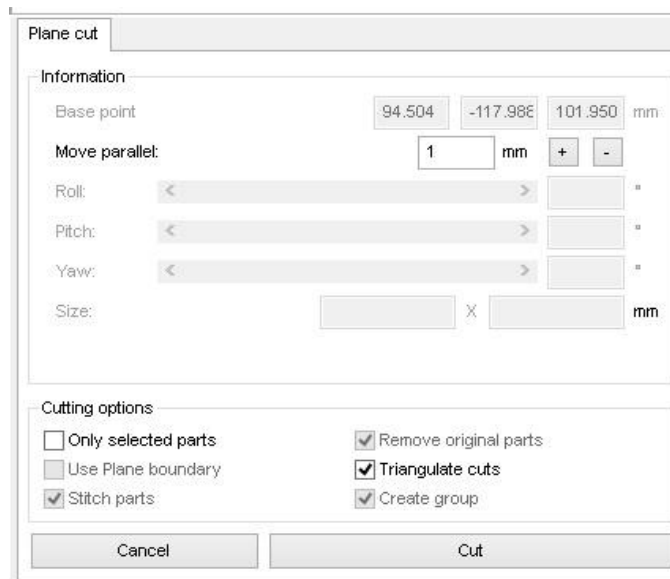 Plane cut
Information
Base point 94.504 -117.988 101.950 mm
Move parallel: 1 mm + -
Roll: < > °
Pitch: < > °
Yaw: < > °
Size: X mm
Cutting options
Only selected parts Remove original parts
Use Plane boundary Triangulate cuts
Stitch parts Create group
Cancel Cut